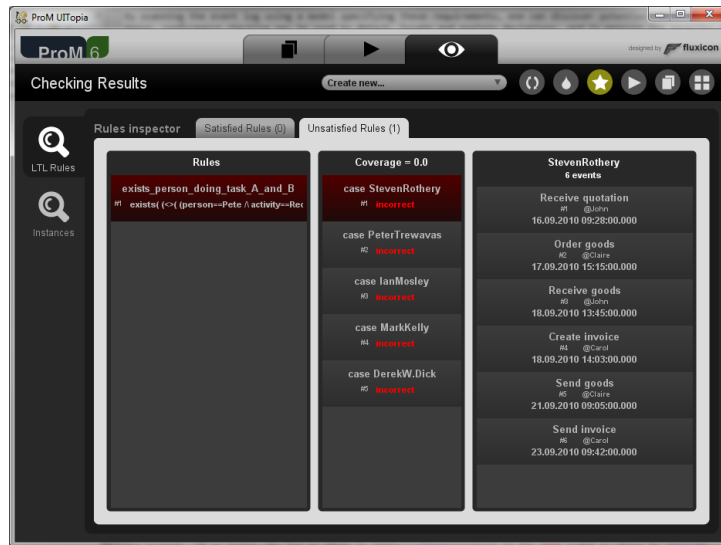 ProM UITopia
ProM 6
designed by fluxicon
Checking Results
Create new...
LTL Rules
Instances
Rules inspector
Satisfied Rules (0)
Unsatisfied Rules (1)
Rules
exists_person_doing_task_A_and_B
#1 exists( (<>( (person==Pete /\ activity==Rec
Coverage = 0.0
case StevenRothery
#1 incorrect
case PeterTrewavas
#2 incorrect
case IanMosley
#3 incorrect
case MarkKelly
#4 incorrect
case DerekW.Dick
#5 incorrect
StevenRothery
6 events
Receive quotation
#1 @John
16.09.2010 09:28:00.000
Order goods
#2 @Claire
17.09.2010 15:15:00.000
Receive goods
#3 @John
18.09.2010 13:45:00.000
Create invoice
#4 @Carol
18.09.2010 14:03:00.000
Send goods
#5 @Claire
21.09.2010 09:05:00.000
Send invoice
#6 @Carol
23.09.2010 09:42:00.000